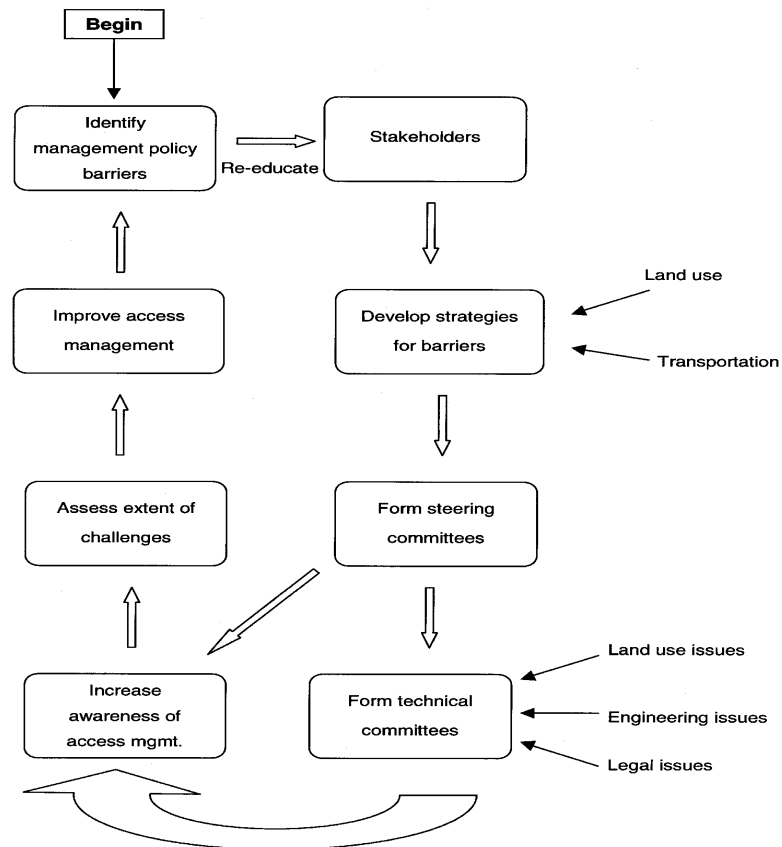 Begin
Identify
management policy
barriers
Re-educate
Stakeholders
Improve access
management
Develop strategies
for barriers
Land use
Transportation
Assess extent of
challenges
Form steering
committees
Increase
awareness of
access mgmt.
Form technical
committees
Land use issues
Engineering issues
Legal issues